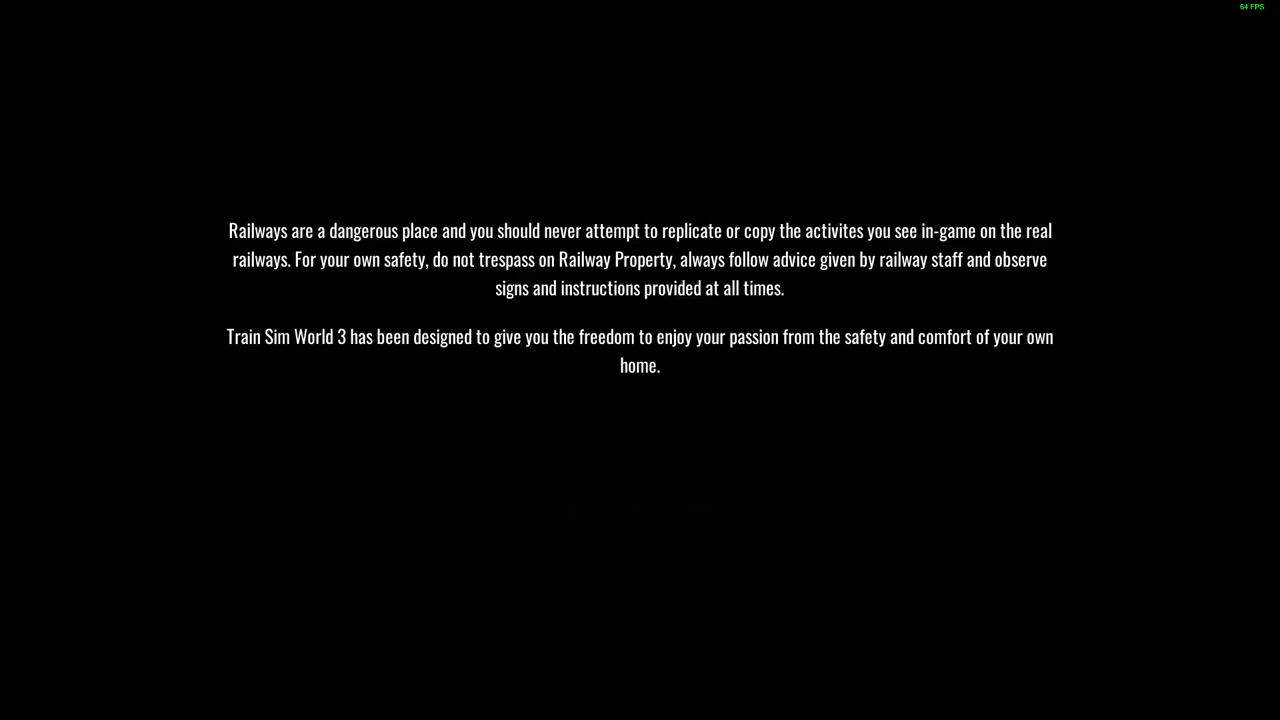 64 FPS
Railways are a dangerous place and you should never attempt to replicate or copy the activites you see in-game on the real
railways. For your own safety, do not trespass on Railway Property, always follow advice given by railway staff and observe
signs and instructions provided at all times.
Train Sim World 3 has been designed to give you the freedom to enjoy your passion from the safety and comfort of your own
home.